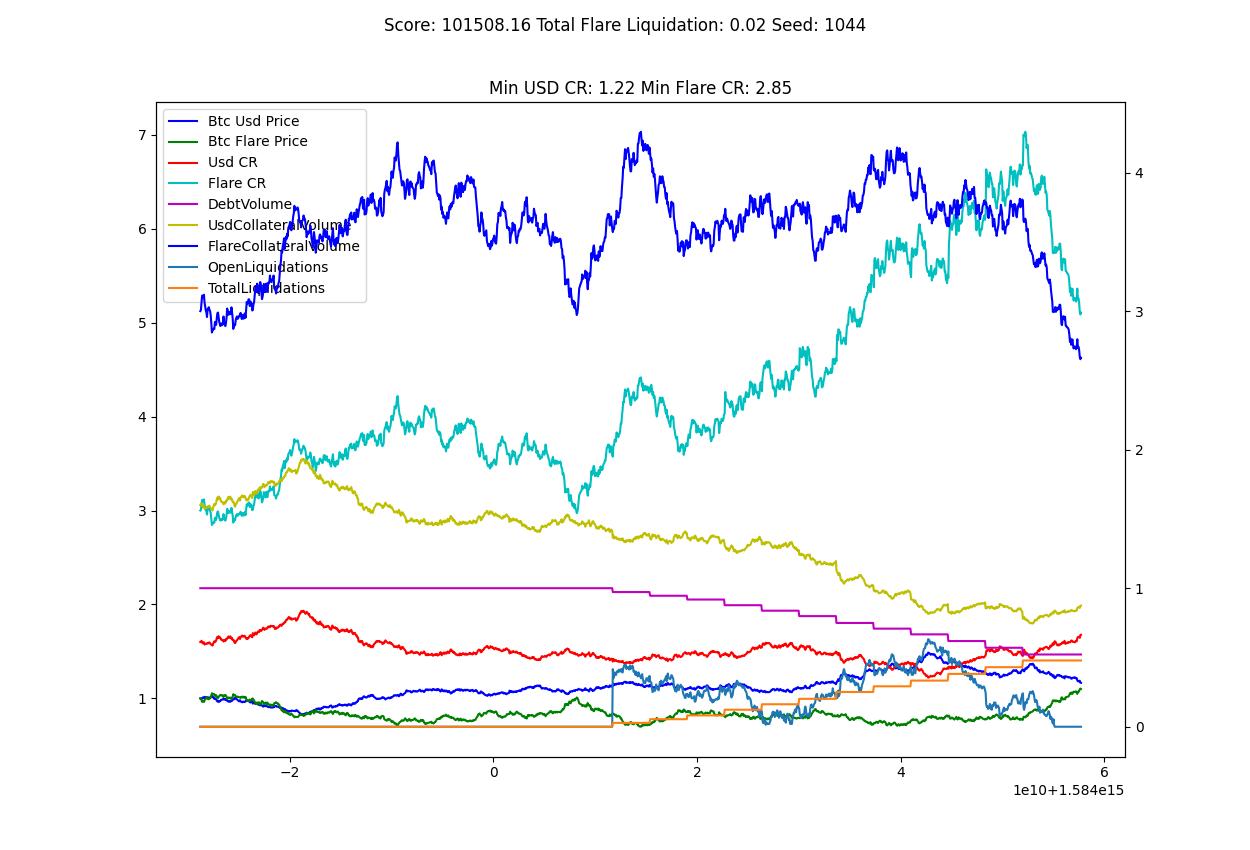 Score: 101508.16 Total Flare Liquidation: 0.02 Seed: 1044
Min USD CR: 1.22 Min Flare CR: 2.85
Btc Usd Price
Btc Flare Price
Usd CR
Flare CR
DebtVolume
UsdCollateralVolume
FlareCollateralVolume
OpenLiquidations
TotalLiquidations
7
6
5
4
3
2
1
4
3
2
1
0
−2
0
2
4
6
1e10+1.584e15